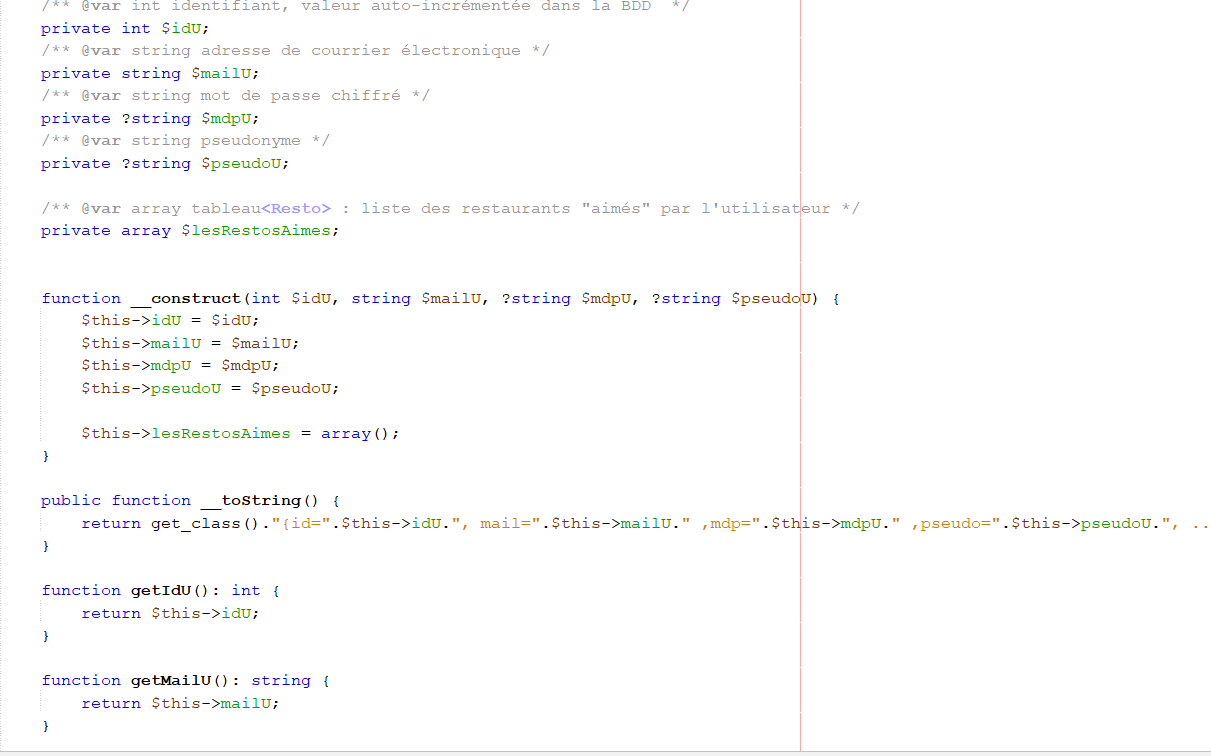 /** @var int identifiant, valeur auto-incrémentée dans la BDD  */
private int $idU;
/** @var string adresse de courrier électronique */
private string $mailU;
/** @var string mot de passe chiffré */
private ?string $mdpU;
/** @var string pseudonyme */
private ?string $pseudoU;
/** @var array tableau<Resto> : liste des restaurants "aimés" par l'utilisateur */
private array $lesRestosAimes;
function __construct(int $idU, string $mailU, ?string $mdpU, ?string $pseudoU) {
$this->idU = $idU;
$this->mailU = $mailU;
$this->mdpU = $mdpU;
$this->pseudoU = $pseudoU;
$this->lesRestosAimes = array();
}
public function __toString() {
return get_class()."{id=".$this->idU.", mail=".$this->mailU." ,mdp=".$this->mdpU." ,pseudo=".$this->pseudoU.", ..
}
function getIdU(): int {
return $this->idU;
}
function getMailU(): string {
return $this->mailU;
}